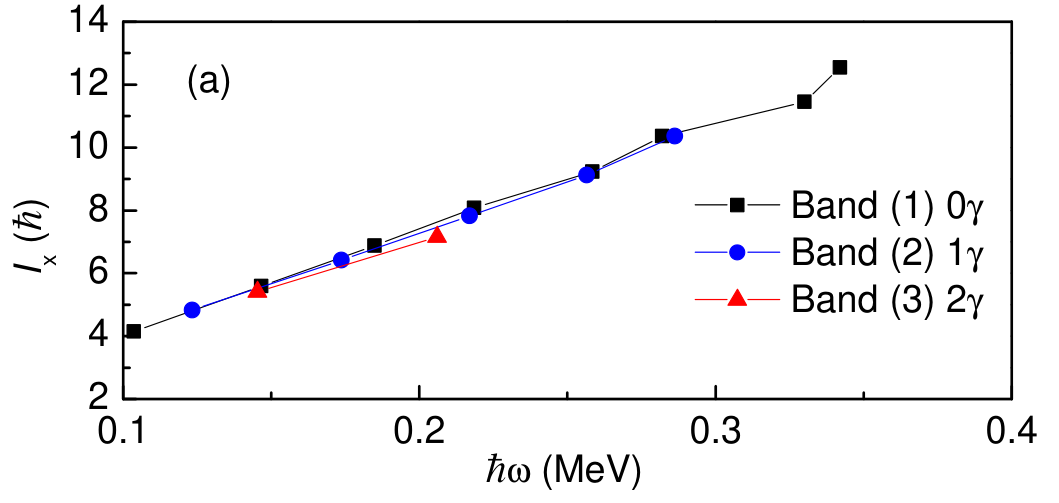 14
12
10
8
6
4
2
(a)
Iₓ (ħ)
Band (1) 0γ
Band (2) 1γ
Band (3) 2γ
0.1 0.2 0.3 0.4
ħω (MeV)